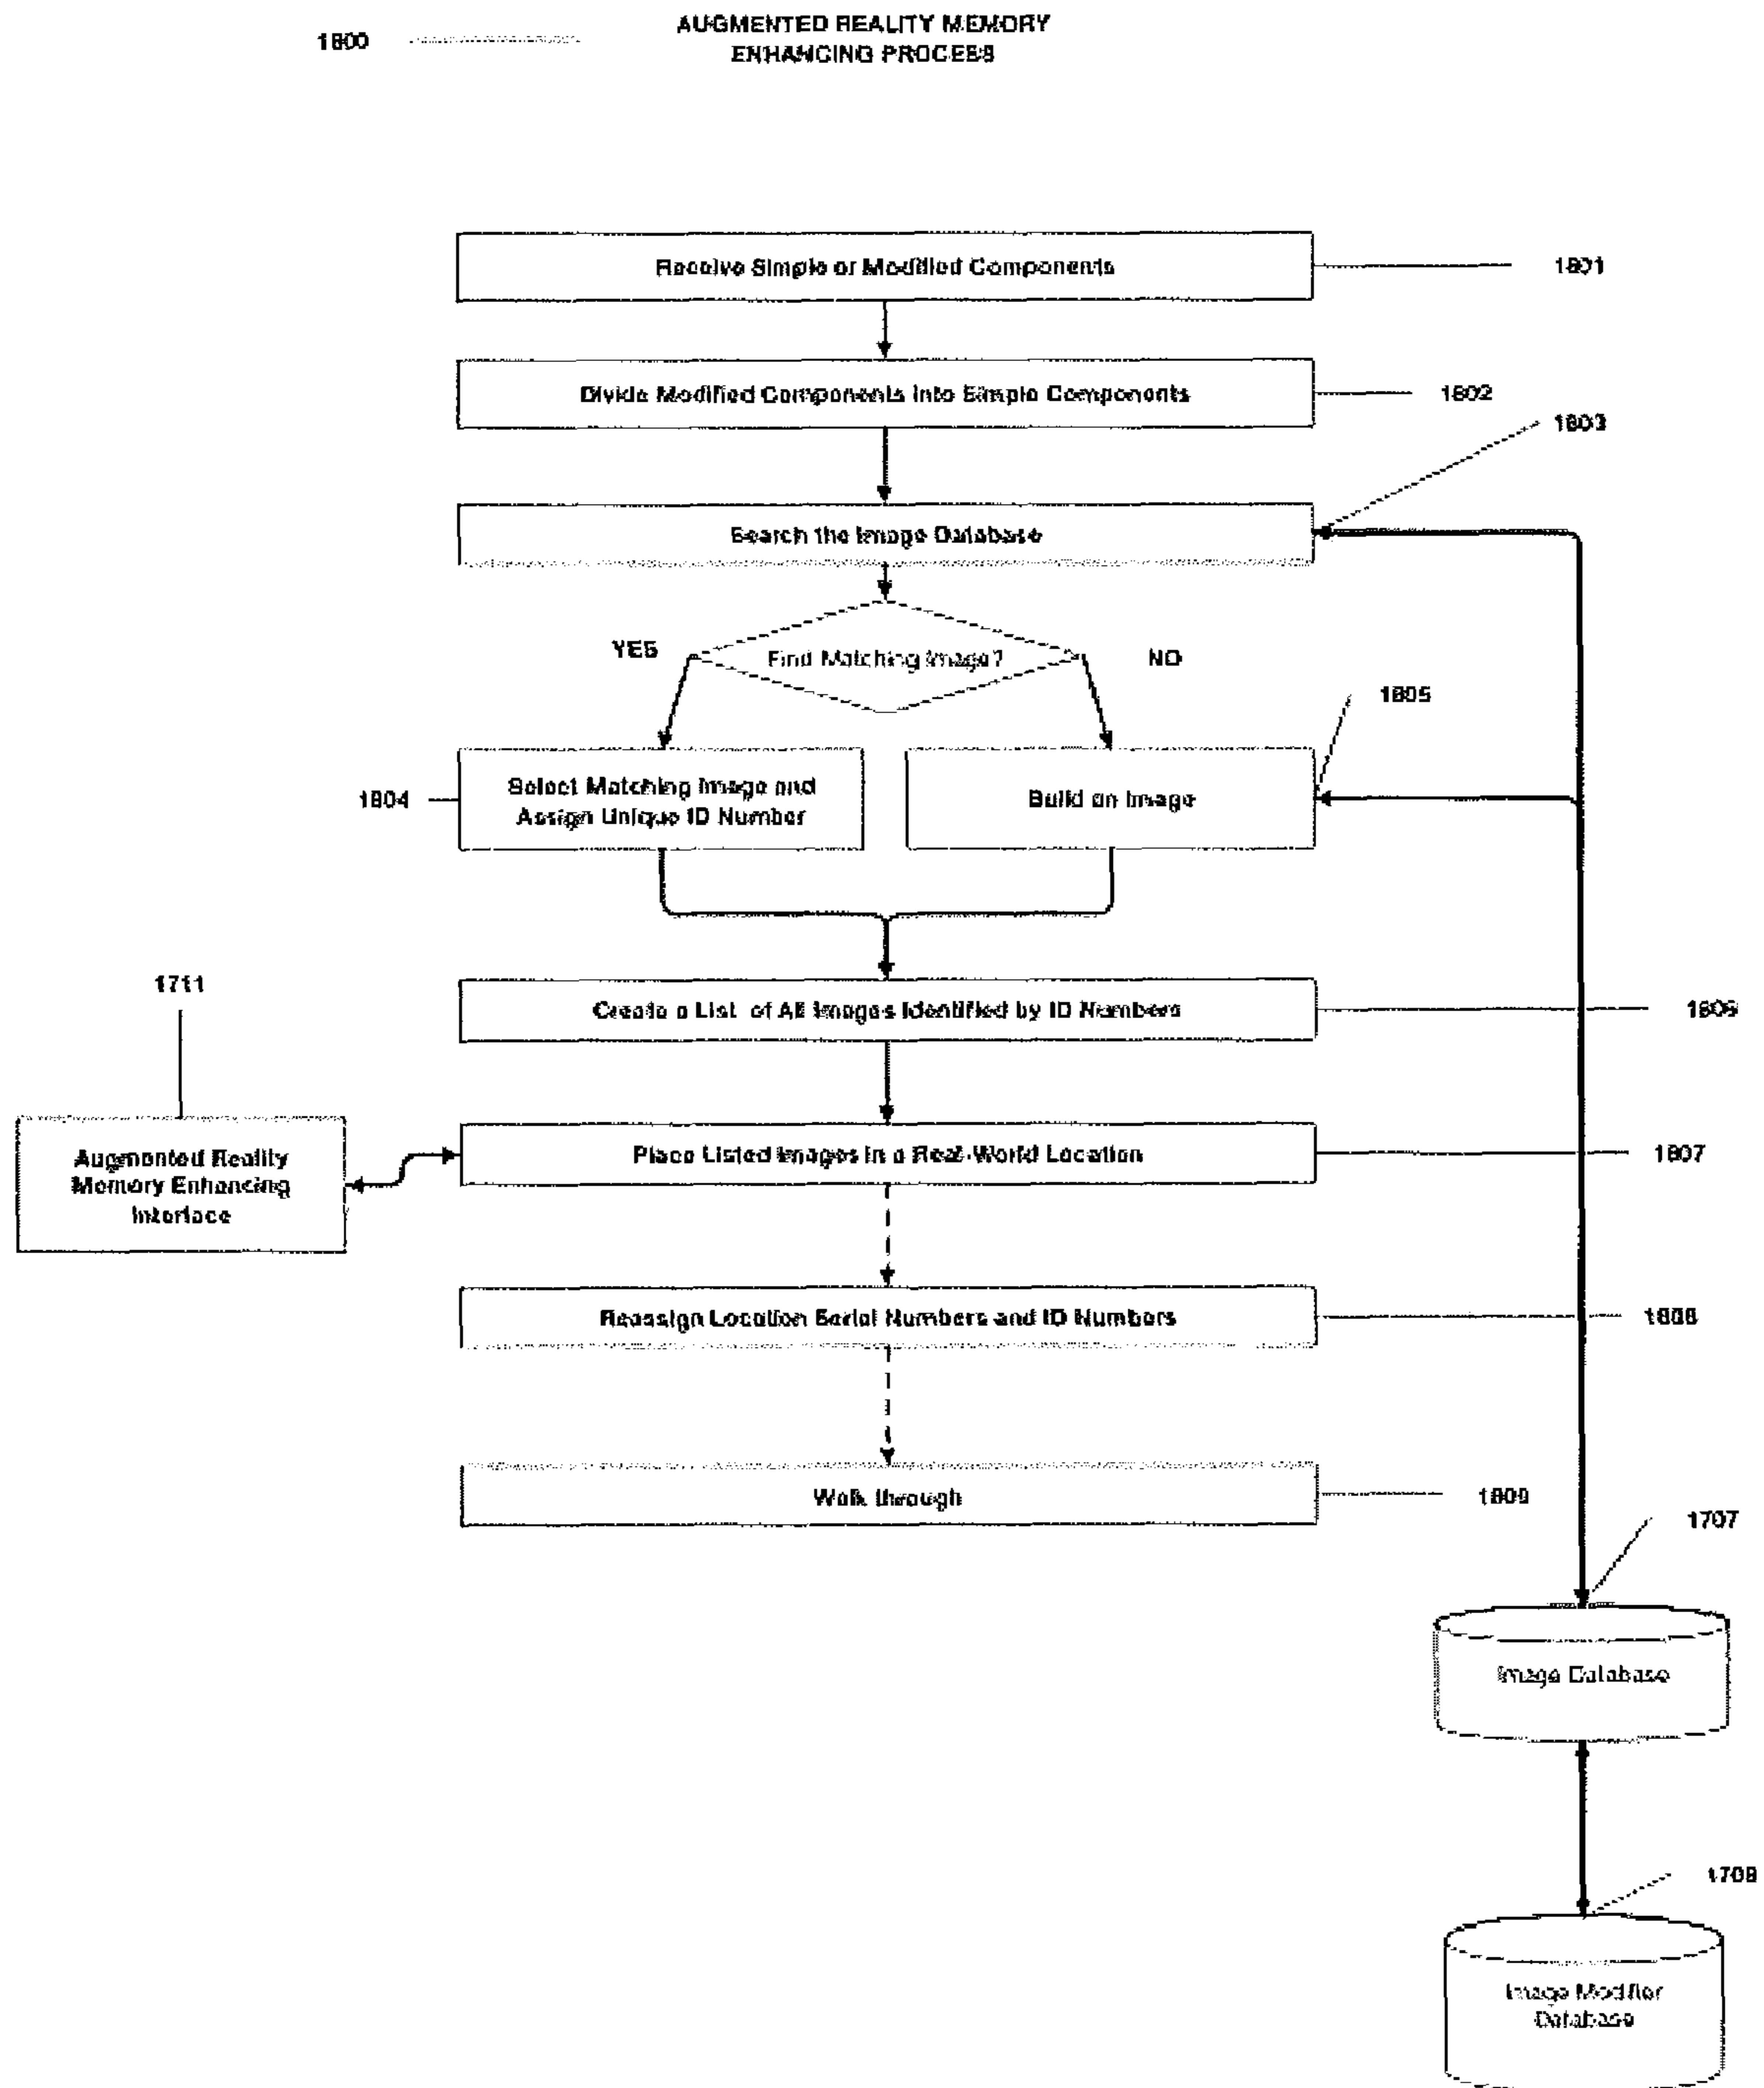 1800
AUGMENTED REALITY MEMORY
ENHANCING PROCESS
Receive Simple or Modified Components
1801
Divide Modified Components into Simple Components
1802
1803
Search the Image Database
YES
Find Matching Image?
NO
1805
1804
Select Matching Image and
Assign Unique ID Number
Build an Image
1711
Create a List of All Images Identified by ID Numbers
1806
Augmented Reality
Memory Enhancing
Interface
Place Listed Images in a Real-World Location
1807
Reassign Location Serial Numbers and ID Numbers
1808
Walk through
1809
1707
Image Database
1708
Image Modifier
Database